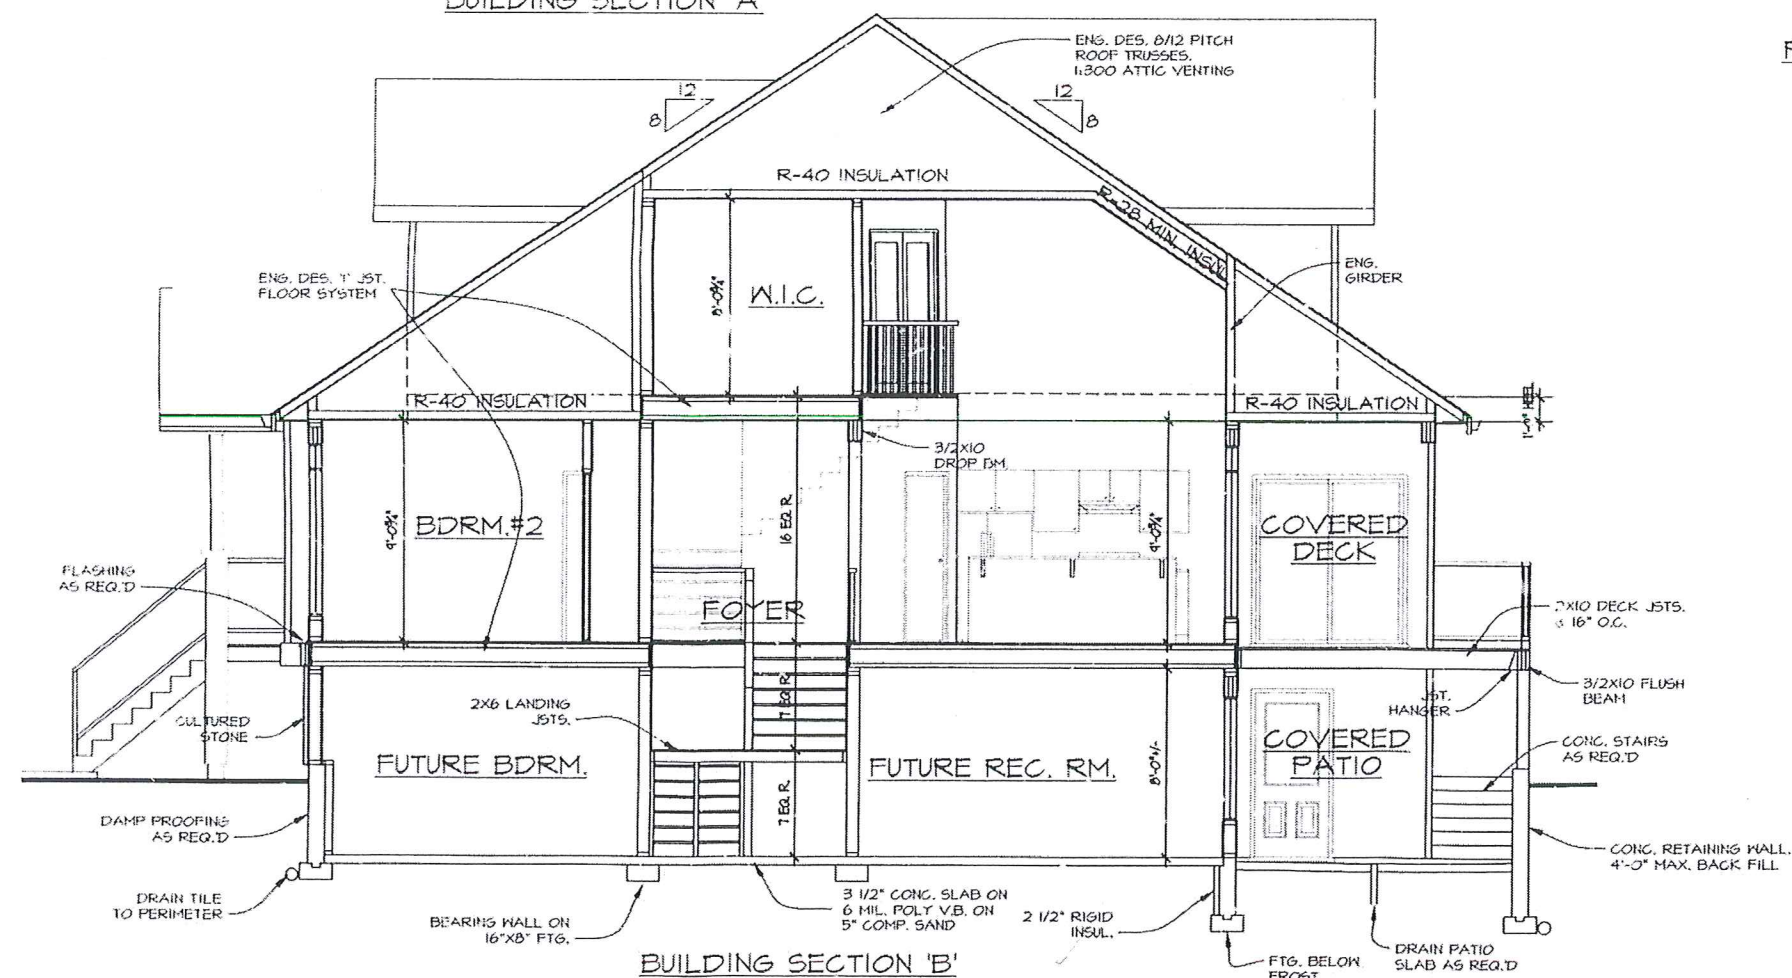 BUILDING SECTION 'A'
ENG. DES. 8/12 PITCH
ROOF TRUSSES.
1:300 ATTIC VENTING
12
8
12
8
R-40 INSULATION
R-28 MIN. INSUL
ENG. DES. 'I' JST.
FLOOR SYSTEM
ENG.
GIRDER
8'-0¾"
W.I.C.
R-40 INSULATION
R-40 INSULATION
3/2X10
DROP BM.
9'-0¾"
BDRM.#2
16 EQ. R.
9'-0¾"
COVERED
DECK
FLASHING
AS REQ'D
FOYER
2X10 DECK JSTS.
16" O.C.
7 EQ. R.
2X6 LANDING
JSTS.
JST.
HANGER
3/2X10 FLUSH
BEAM
CULTURED
STONE
FUTURE BDRM.
FUTURE REC. RM.
8'-0"+/-
COVERED
PATIO
CONC. STAIRS
AS REQ'D
7 EQ. R.
DAMP PROOFING
AS REQ.'D
CONC. RETAINING WALL.
4'-0" MAX. BACK FILL
DRAIN TILE
TO PERIMETER
BEARING WALL ON
16"X8" FTG.
3 1/2" CONC. SLAB ON
6 MIL. POLY V.B. ON
5" COMP. SAND
2 1/2" RIGID
INSUL.
FTG. BELOW
FROST
DRAIN PATIO
SLAB AS REQ'D
BUILDING SECTION 'B'